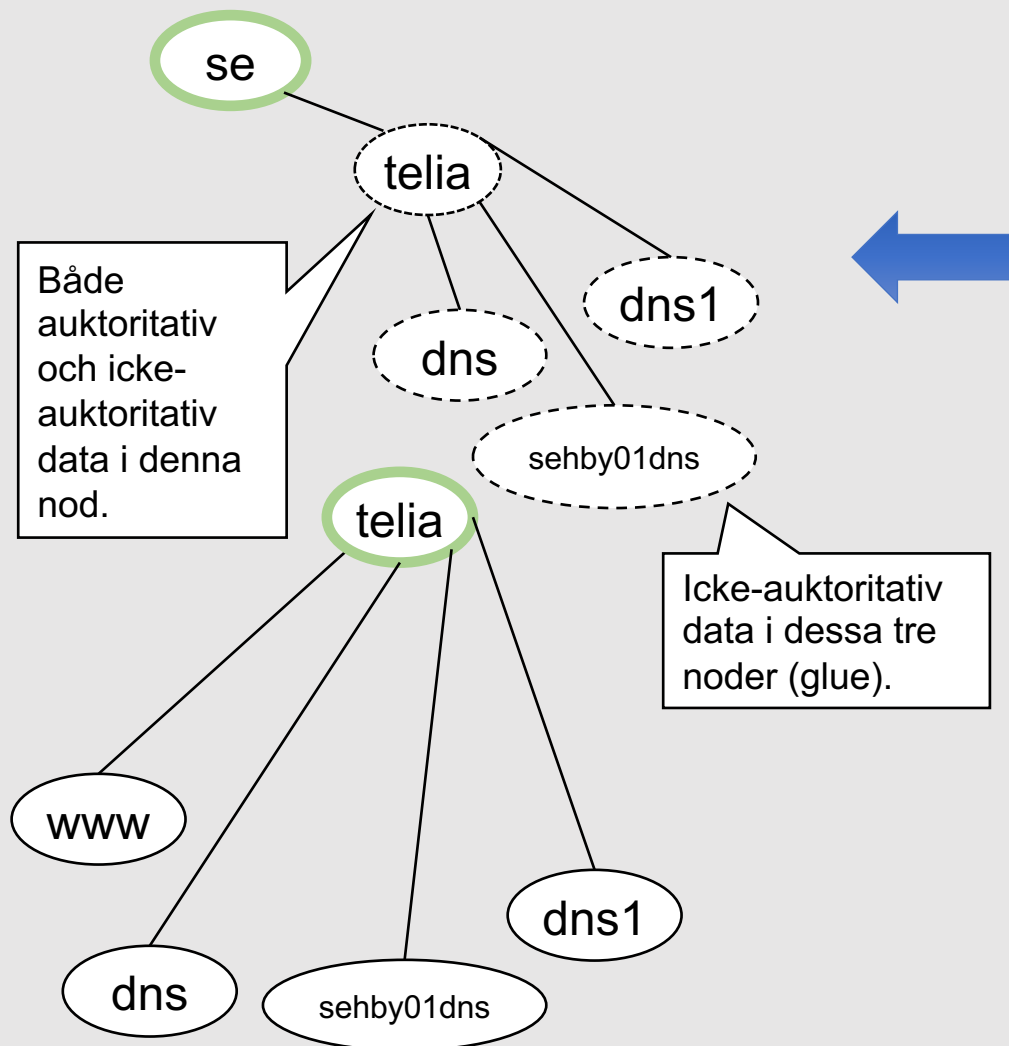 se
telia
Både
auktoritativ
och icke-
auktoritativ
data i denna
nod.
dns1
dns
sehby01dns
telia
Icke-auktoritativ
data i dessa tre
noder (glue).
www
dns1
dns
sehby01dns